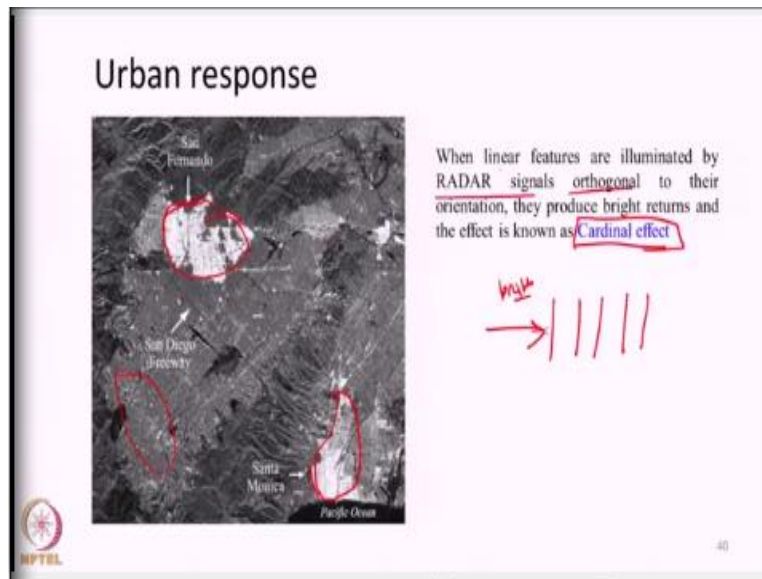 Urban response
San
Fernando
San Diego
Freeway
Santa
Monica
Pacific Ocean
When linear features are illuminated by
RADAR signals orthogonal to their
orientation, they produce bright returns and
the effect is known as Cardinal effect
NPTEL
40